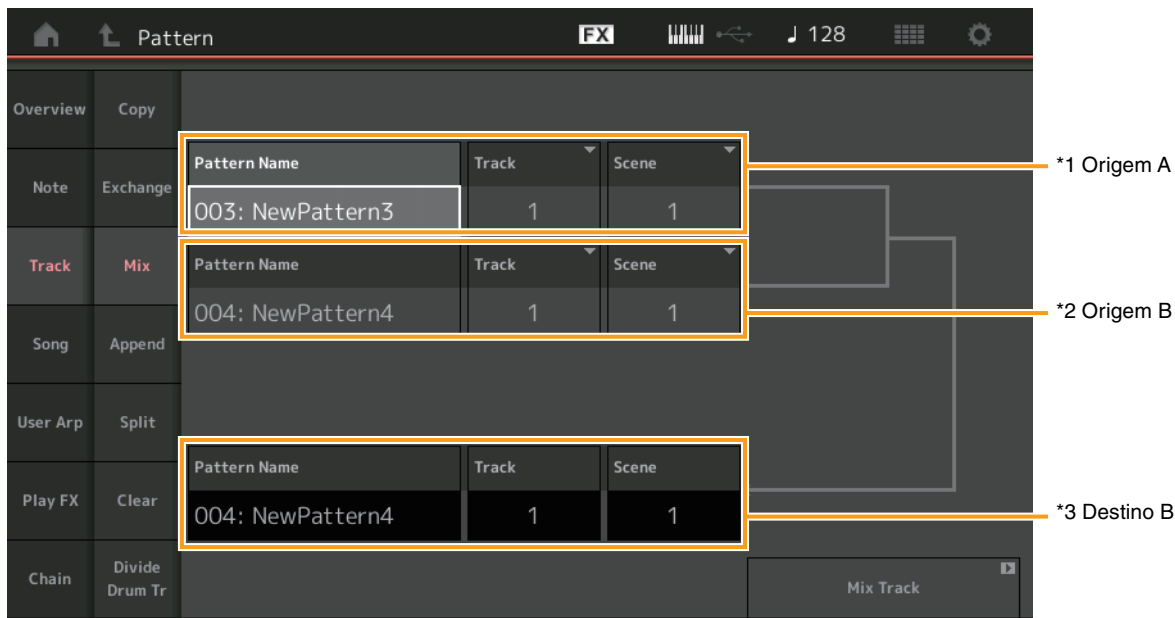 Pattern
FX
♩ 128
Overview
Copy
Pattern Name
Track
Scene
*1 Origem A
Note
Exchange
003: NewPattern3
1
1
Track
Mix
Pattern Name
Track
Scene
004: NewPattern4
1
1
*2 Origem B
Song
Append
User Arp
Split
Pattern Name
Track
Scene
Play FX
Clear
004: NewPattern4
1
1
*3 Destino B
Chain
Divide
Drum Tr
Mix Track